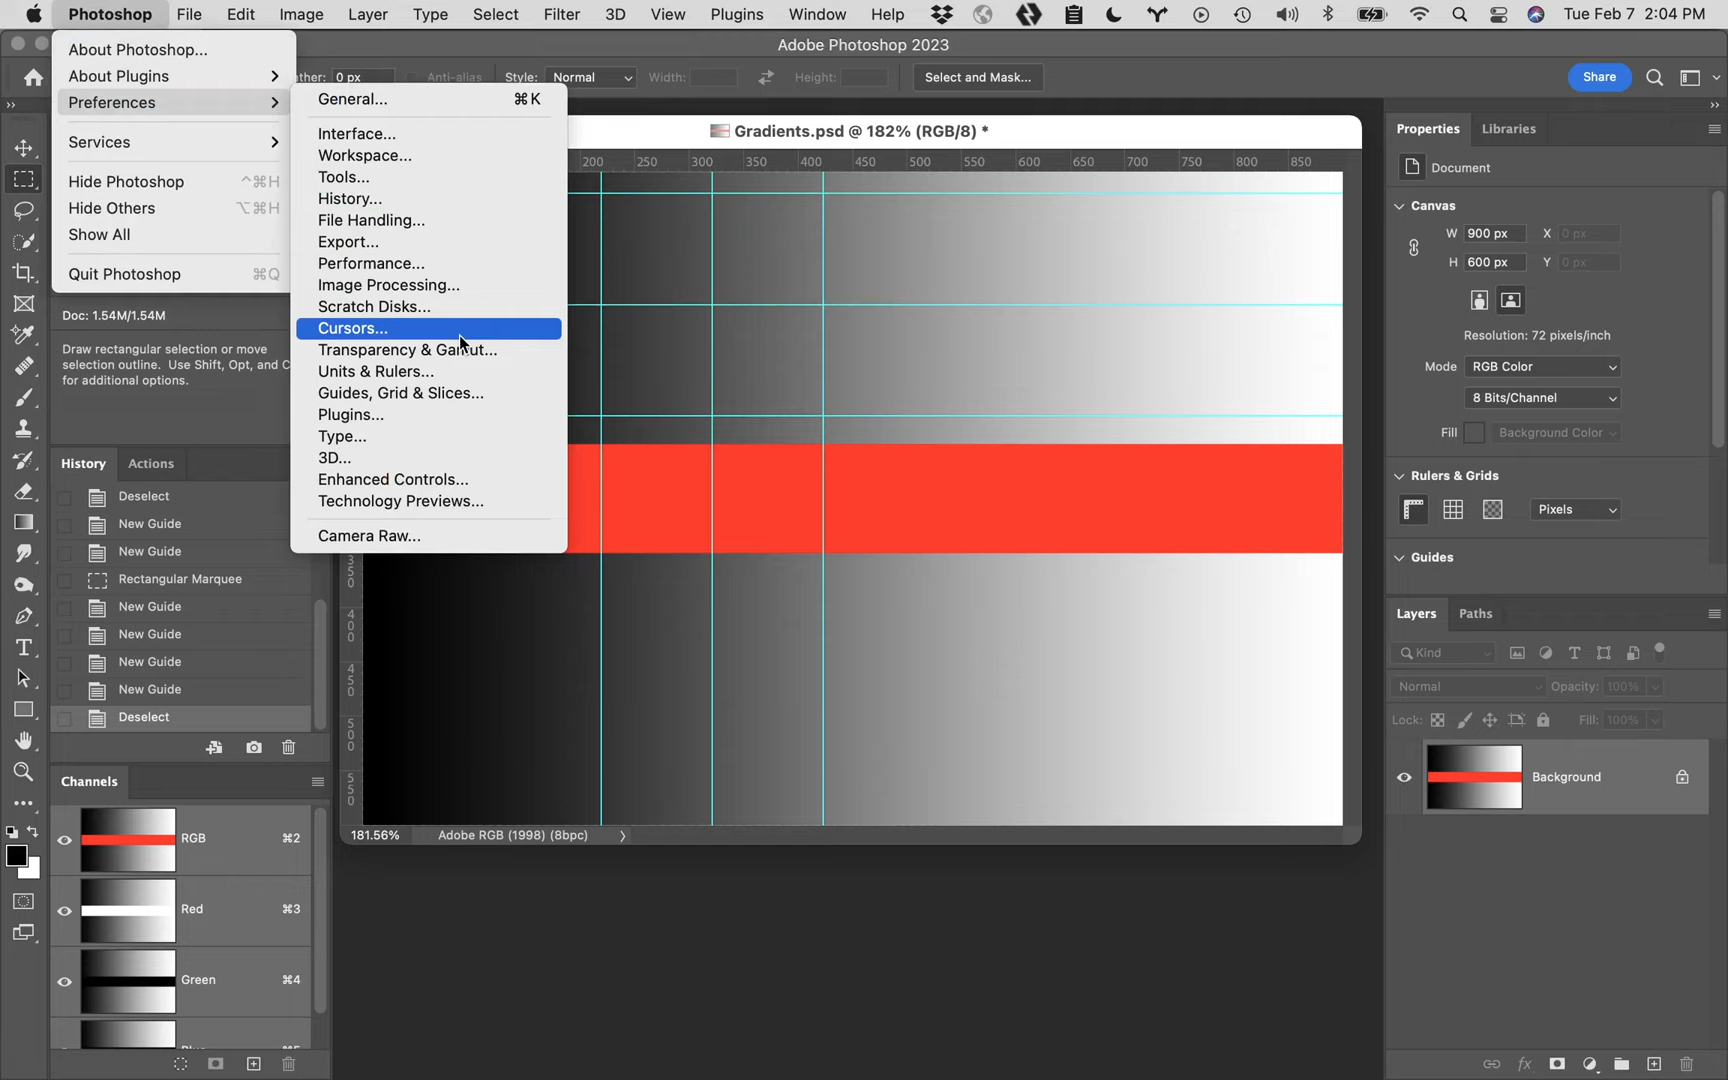 Photoshop File Edit Image Layer Type Select Filter 3D View Plugins Window Help Tue Feb 7 2:04 PM
Adobe Photoshop 2023
ther: 0 px Anti-alias Style: Normal Width: Height: Select and Mask... Share
About Photoshop...
About Plugins
Preferences
Services
Hide Photoshop ^⌘H
Hide Others ⌥⌘H
Show All
Quit Photoshop ⌘Q
General... ⌘K
Interface...
Workspace...
Tools...
History...
File Handling...
Export...
Performance...
Image Processing...
Scratch Disks...
Cursors...
Transparency & Gamut...
Units & Rulers...
Guides, Grid & Slices...
Plugins...
Type...
3D...
Enhanced Controls...
Technology Previews...
Camera Raw...
Doc: 1.54M/1.54M
Draw rectangular selection or move
selection outline. Use Shift, Opt, and C
for additional options.
History Actions
Deselect
New Guide
New Guide
Rectangular Marquee
New Guide
New Guide
New Guide
New Guide
Deselect
Channels
RGB ⌘2
Red ⌘3
Green ⌘4
Gradients.psd @ 182% (RGB/8) *
200 250 300 350 400 450 500 550 600 650 700 750 800 850
350
400
450
500
550
181.56% Adobe RGB (1998) (8bpc)
Properties Libraries
Document
Canvas
W 900 px X 0 px
H 600 px Y 0 px
Resolution: 72 pixels/inch
Mode RGB Color
8 Bits/Channel
Fill Background Color
Rulers & Grids
Pixels
Guides
Layers Paths
Kind
Normal Opacity: 100%
Lock: Fill: 100%
Background